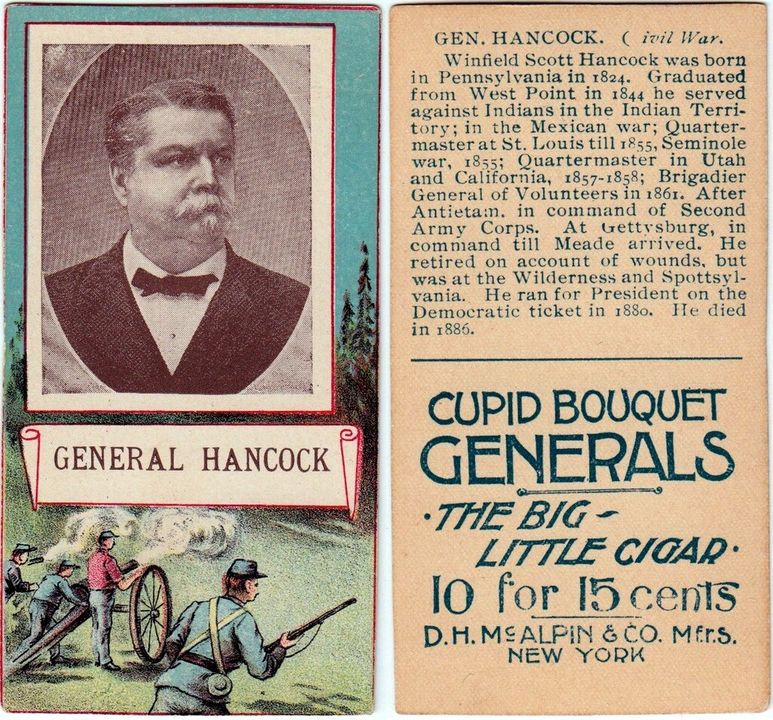 GENERAL HANCOCK
GEN. HANCOCK. ( ivil War.
Winfield Scott Hancock was born
in Pennsylvania in 1824. Graduated
from West Point in 1844 he served
against Indians in the Indian Terri-
tory; in the Mexican war; Quarter-
master at St. Louis till 1855, Seminole
war, 1855; Quartermaster in Utah
and California, 1857-1858; Brigadier
General of Volunteers in 1861. After
Antietam. in command of Second
Army Corps. At Gettysburg, in
command till Meade arrived. He
retired on account of wounds, but
was at the Wilderness and Spottsyl-
vania. He ran for President on the
Democratic ticket in 1880. He died
in 1886.
CUPID BOUQUET
GENERALS
·THE BIG-
LITTLE CIGAR·
10 for 15 cents
D.H. McALPIN & CO. Mfrs.
NEW YORK